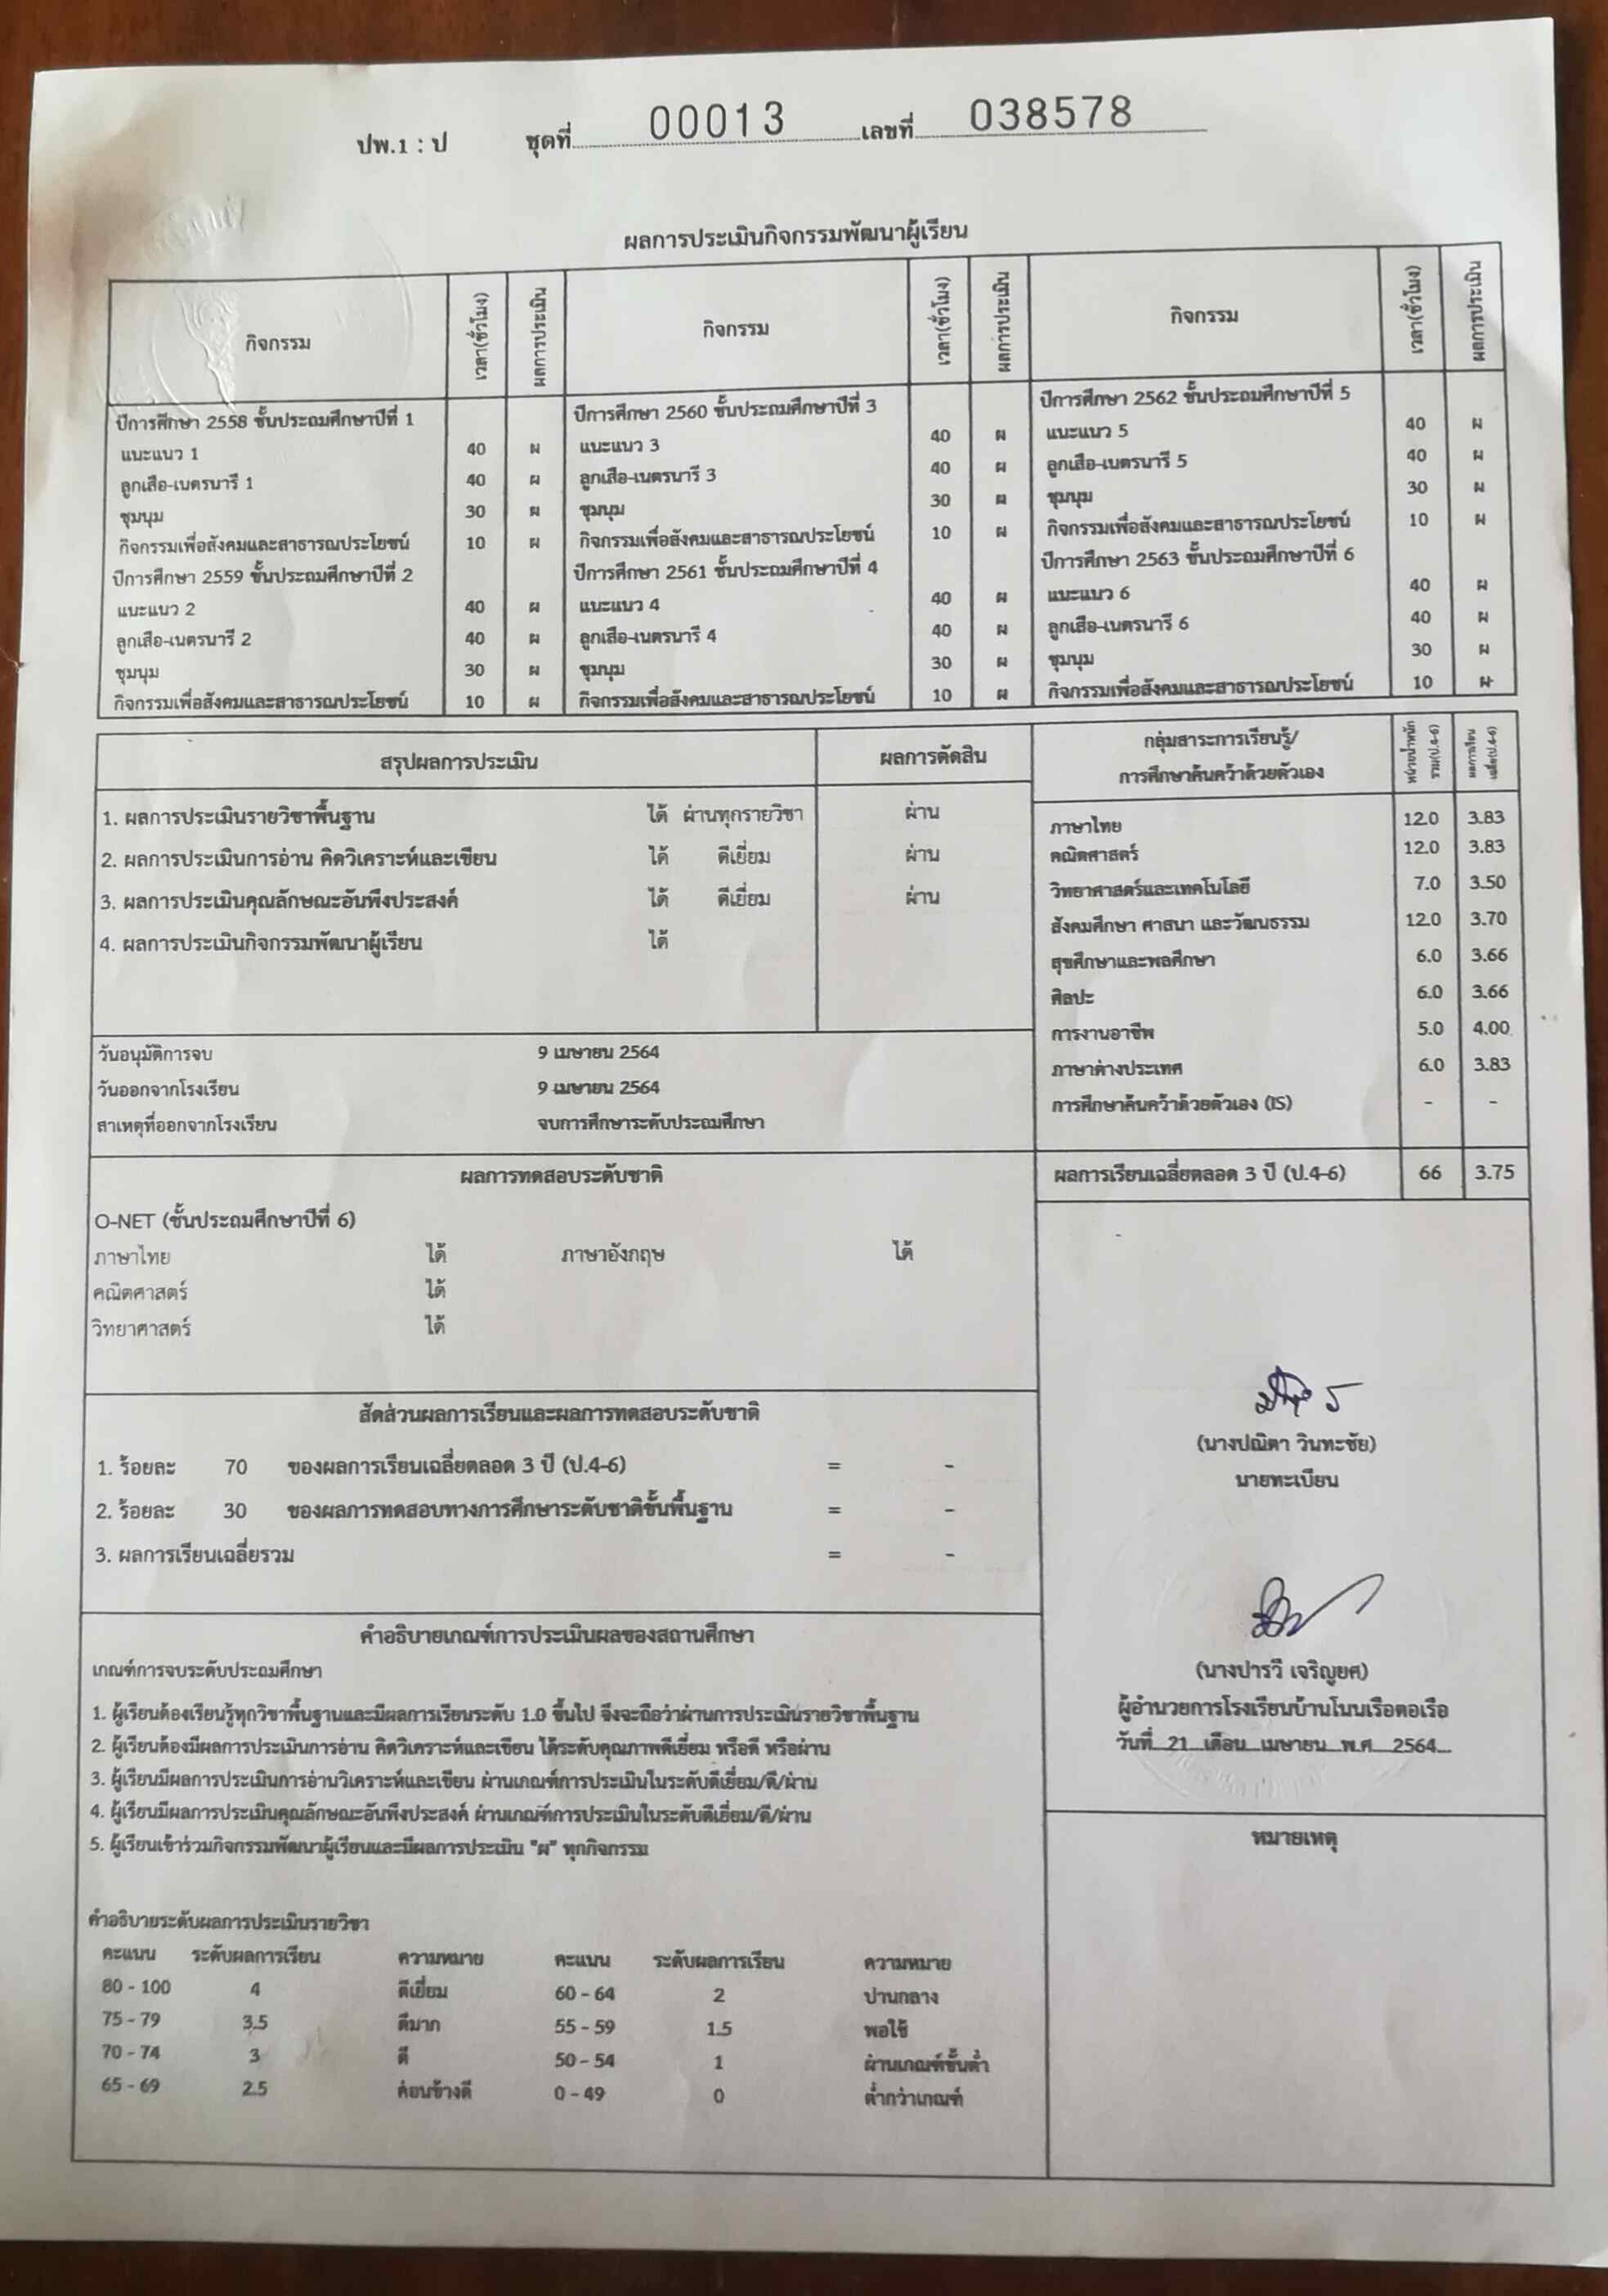 ปพ.1 : ป ชุดที่ 00013 เลขที่ 038578
ผลการประเมินกิจกรรมพัฒนาผู้เรียน
กิจกรรม เวลา(ชั่วโมง) ผลการประเมิน กิจกรรม เวลา(ชั่วโมง) ผลการประเมิน กิจกรรม เวลา(ชั่วโมง) ผลการประเมิน
ปีการศึกษา 2558 ชั้นประถมศึกษาปีที่ 1 ปีการศึกษา 2560 ชั้นประถมศึกษาปีที่ 3 ปีการศึกษา 2562 ชั้นประถมศึกษาปีที่ 5
แนะแนว 1 40 ผ แนะแนว 3 40 ผ แนะแนว 5 40 ผ
ลูกเสือ-เนตรนารี 1 40 ผ ลูกเสือ-เนตรนารี 3 40 ผ ลูกเสือ-เนตรนารี 5 40 ผ
ชุมนุม 30 ผ ชุมนุม 30 ผ ชุมนุม 30 ผ
กิจกรรมเพื่อสังคมและสาธารณประโยชน์ 10 ผ กิจกรรมเพื่อสังคมและสาธารณประโยชน์ 10 ผ กิจกรรมเพื่อสังคมและสาธารณประโยชน์ 10 ผ
ปีการศึกษา 2559 ชั้นประถมศึกษาปีที่ 2 ปีการศึกษา 2561 ชั้นประถมศึกษาปีที่ 4 ปีการศึกษา 2563 ชั้นประถมศึกษาปีที่ 6
แนะแนว 2 40 ผ แนะแนว 4 40 ผ แนะแนว 6 40 ผ
ลูกเสือ-เนตรนารี 2 40 ผ ลูกเสือ-เนตรนารี 4 40 ผ ลูกเสือ-เนตรนารี 6 40 ผ
ชุมนุม 30 ผ ชุมนุม 30 ผ ชุมนุม 30 ผ
กิจกรรมเพื่อสังคมและสาธารณประโยชน์ 10 ผ กิจกรรมเพื่อสังคมและสาธารณประโยชน์ 10 ผ กิจกรรมเพื่อสังคมและสาธารณประโยชน์ 10 ผ
สรุปผลการประเมิน ผลการตัดสิน
1. ผลการประเมินรายวิชาพื้นฐาน ได้ ผ่านทุกรายวิชา ผ่าน
2. ผลการประเมินการอ่าน คิดวิเคราะห์และเขียน ได้ ดีเยี่ยม ผ่าน
3. ผลการประเมินคุณลักษณะอันพึงประสงค์ ได้ ดีเยี่ยม ผ่าน
4. ผลการประเมินกิจกรรมพัฒนาผู้เรียน ได้
วันอนุมัติการจบ 9 เมษายน 2564
วันออกจากโรงเรียน 9 เมษายน 2564
สาเหตุที่ออกจากโรงเรียน จบการศึกษาระดับประถมศึกษา
กลุ่มสาระการเรียนรู้/
การศึกษาค้นคว้าด้วยตัวเอง
หน่วยน้ำหนัก
รวม(ป.4-6)
ผลการเรียน
เฉลี่ย(ป.4-6)
ภาษาไทย 12.0 3.83
คณิตศาสตร์ 12.0 3.83
วิทยาศาสตร์และเทคโนโลยี 7.0 3.50
สังคมศึกษา ศาสนา และวัฒนธรรม 12.0 3.70
สุขศึกษาและพลศึกษา 6.0 3.66
ศิลปะ 6.0 3.66
การงานอาชีพ 5.0 4.00
ภาษาต่างประเทศ 6.0 3.83
การศึกษาค้นคว้าด้วยตัวเอง (IS) - -
ผลการเรียนเฉลี่ยตลอด 3 ปี (ป.4-6) 66 3.75
ผลการทดสอบระดับชาติ
O-NET (ชั้นประถมศึกษาปีที่ 6)
ภาษาไทย ได้ ภาษาอังกฤษ ได้
คณิตศาสตร์ ได้
วิทยาศาสตร์ ได้
สัดส่วนผลการเรียนและผลการทดสอบระดับชาติ
1. ร้อยละ 70 ของผลการเรียนเฉลี่ยตลอด 3 ปี (ป.4-6) = -
2. ร้อยละ 30 ของผลการทดสอบทางการศึกษาระดับชาติขั้นพื้นฐาน = -
3. ผลการเรียนเฉลี่ยรวม = -
(นางปณิตา วินทะชัย)
นายทะเบียน
(นางปารวี เจริญยศ)
ผู้อำนวยการโรงเรียนบ้านโนนเรือตอเรือ
วันที่ 21 เดือน เมษายน พ.ศ. 2564
หมายเหตุ
คำอธิบายเกณฑ์การประเมินผลของสถานศึกษา
เกณฑ์การจบระดับประถมศึกษา
1. ผู้เรียนต้องเรียนรู้ทุกวิชาพื้นฐานและมีผลการเรียนระดับ 1.0 ขึ้นไป จึงจะถือว่าผ่านการประเมินรายวิชาพื้นฐาน
2. ผู้เรียนต้องมีผลการประเมินการอ่าน คิดวิเคราะห์และเขียน ได้ระดับคุณภาพดีเยี่ยม หรือดี หรือผ่าน
3. ผู้เรียนมีผลการประเมินการอ่านวิเคราะห์และเขียน ผ่านเกณฑ์การประเมินในระดับดีเยี่ยม/ดี/ผ่าน
4. ผู้เรียนมีผลการประเมินคุณลักษณะอันพึงประสงค์ ผ่านเกณฑ์การประเมินในระดับดีเยี่ยม/ดี/ผ่าน
5. ผู้เรียนเข้าร่วมกิจกรรมพัฒนาผู้เรียนและมีผลการประเมิน "ผ" ทุกกิจกรรม
คำอธิบายระดับผลการประเมินรายวิชา
คะแนน ระดับผลการเรียน ความหมาย คะแนน ระดับผลการเรียน ความหมาย
80 - 100 4 ดีเยี่ยม 60 - 64 2 ปานกลาง
75 - 79 3.5 ดีมาก 55 - 59 1.5 พอใช้
70 - 74 3 ดี 50 - 54 1 ผ่านเกณฑ์ขั้นต่ำ
65 - 69 2.5 ค่อนข้างดี 0 - 49 0 ต่ำกว่าเกณฑ์